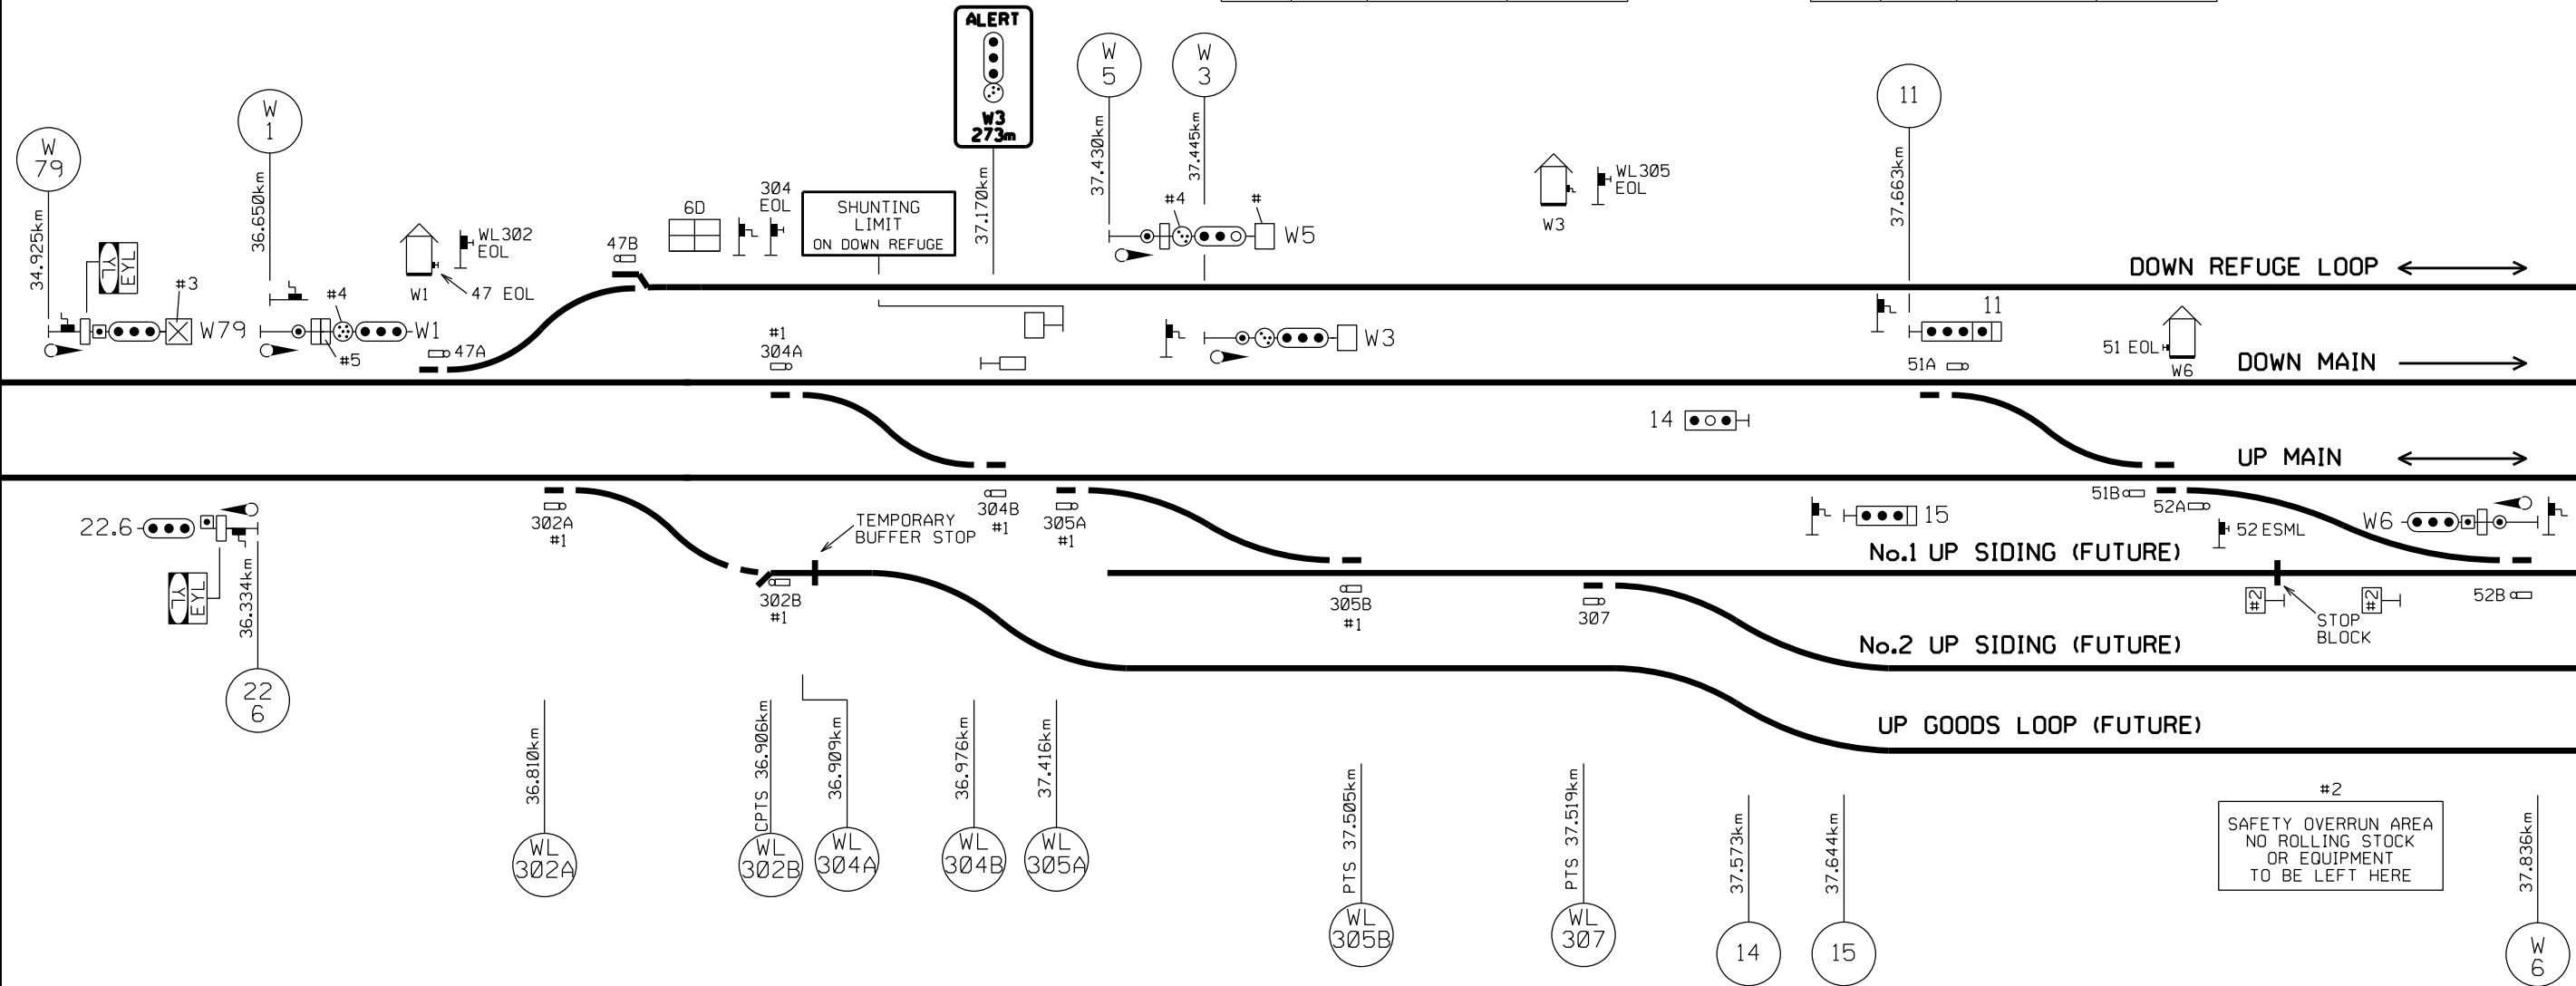 ALERT
W3
273m
W
5
W
3
11
W
1
W
79
34.925km
36.650km
37.170km
37.430km
37.445km
37.663km
YL
EYL
#3
W79
#4
W1
#5
W1
WL302
EOL
47 EOL
47A
47B
6D
304
EOL
SHUNTING
LIMIT
ON DOWN REFUGE
#4
#
W5
W3
WL305
EOL
W3
11
DOWN REFUGE LOOP
#1
304A
51A
51 EOL
W6
DOWN MAIN
14
UP MAIN
22.6
YL
EYL
36.334km
22
6
302A
#1
TEMPORARY
BUFFER STOP
302B
#1
304B
#1
305A
#1
15
51B
52A
52 ESML
W6
No.1 UP SIDING (FUTURE)
305B
#1
307
#2
#2
STOP
BLOCK
52B
No.2 UP SIDING (FUTURE)
UP GOODS LOOP (FUTURE)
36.810km
CPTS 36.906km
36.909km
36.976km
37.416km
PTS 37.505km
PTS 37.519km
37.573km
37.644km
37.836km
#2
SAFETY OVERRUN AREA
NO ROLLING STOCK
OR EQUIPMENT
TO BE LEFT HERE
WL
302A
WL
302B
WL
304A
WL
304B
WL
305A
WL
305B
WL
307
14
15
W
6